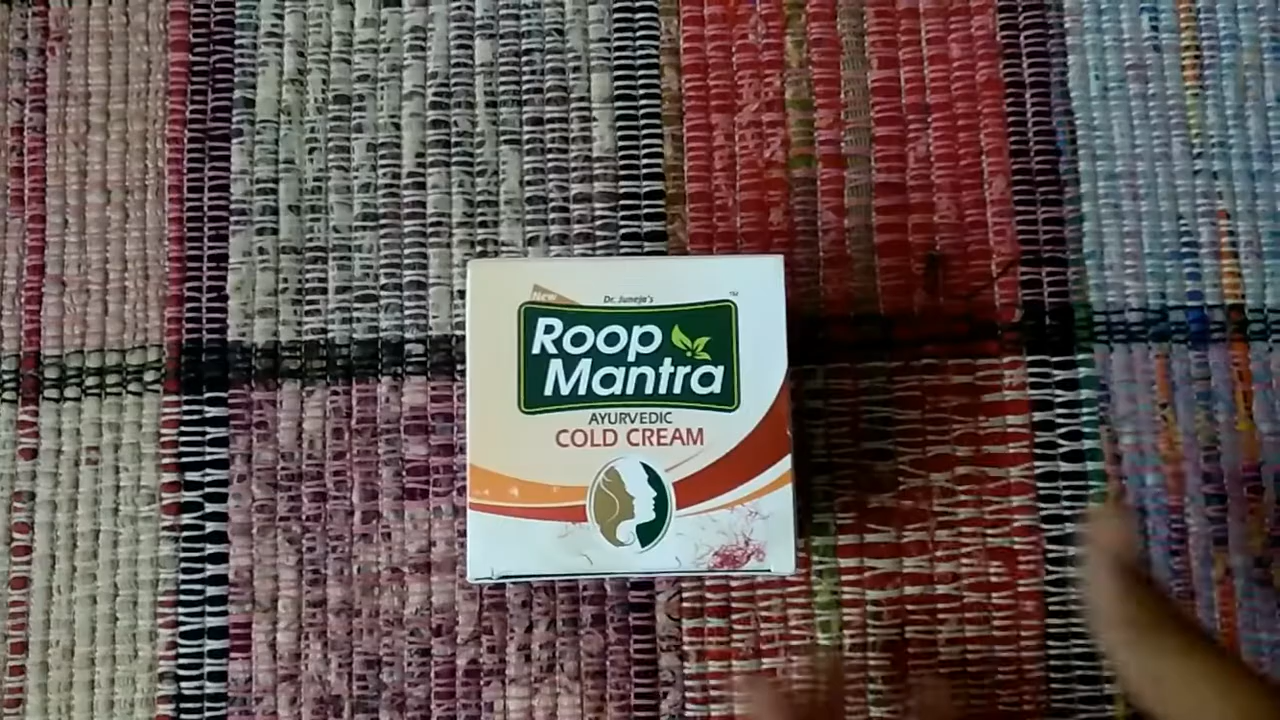 New
Dr. Juneja's
TM
Roop
Mantra
AYURVEDIC
COLD CREAM